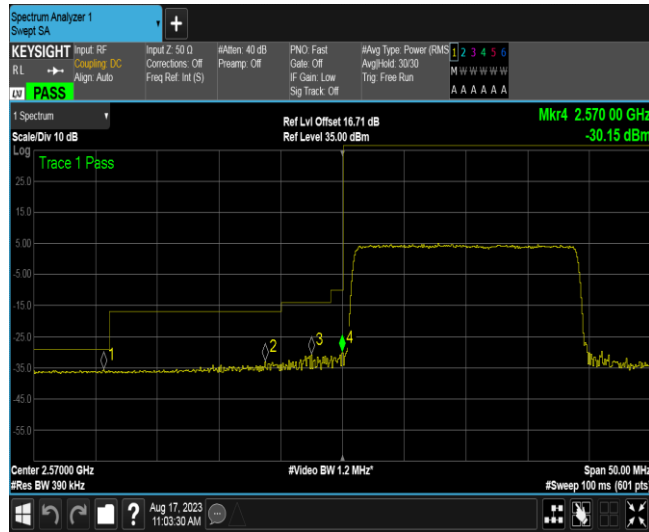 Spectrum Analyzer 1
Swept SA
+
KEYSIGHT
RL
LXI PASS
Input: RF
Coupling: DC
Align: Auto
Input Z: 50 Ω
Corrections: Off
Freq Ref: Int (S)
#Atten: 40 dB
Preamp: Off
PNO: Fast
Gate: Off
IF Gain: Low
Sig Track: Off
#Avg Type: Power (RMS
Avg|Hold: 30/30
Trig: Free Run
1 2 3 4 5 6
M W W W W W
A A A A A A
1 Spectrum
Scale/Div 10 dB
Ref Lvl Offset 16.71 dB
Ref Level 35.00 dBm
Mkr4 2.570 00 GHz
-30.15 dBm
Log
Trace 1 Pass
25.0
15.0
5.00
-5.00
-15.0
-25.0
-35.0
-45.0
-55.0
1
2
3
4
Center 2.57000 GHz
#Res BW 390 kHz
#Video BW 1.2 MHz*
Span 50.00 MHz
#Sweep 100 ms (601 pts)
?
Aug 17, 2023
11:03:30 AM